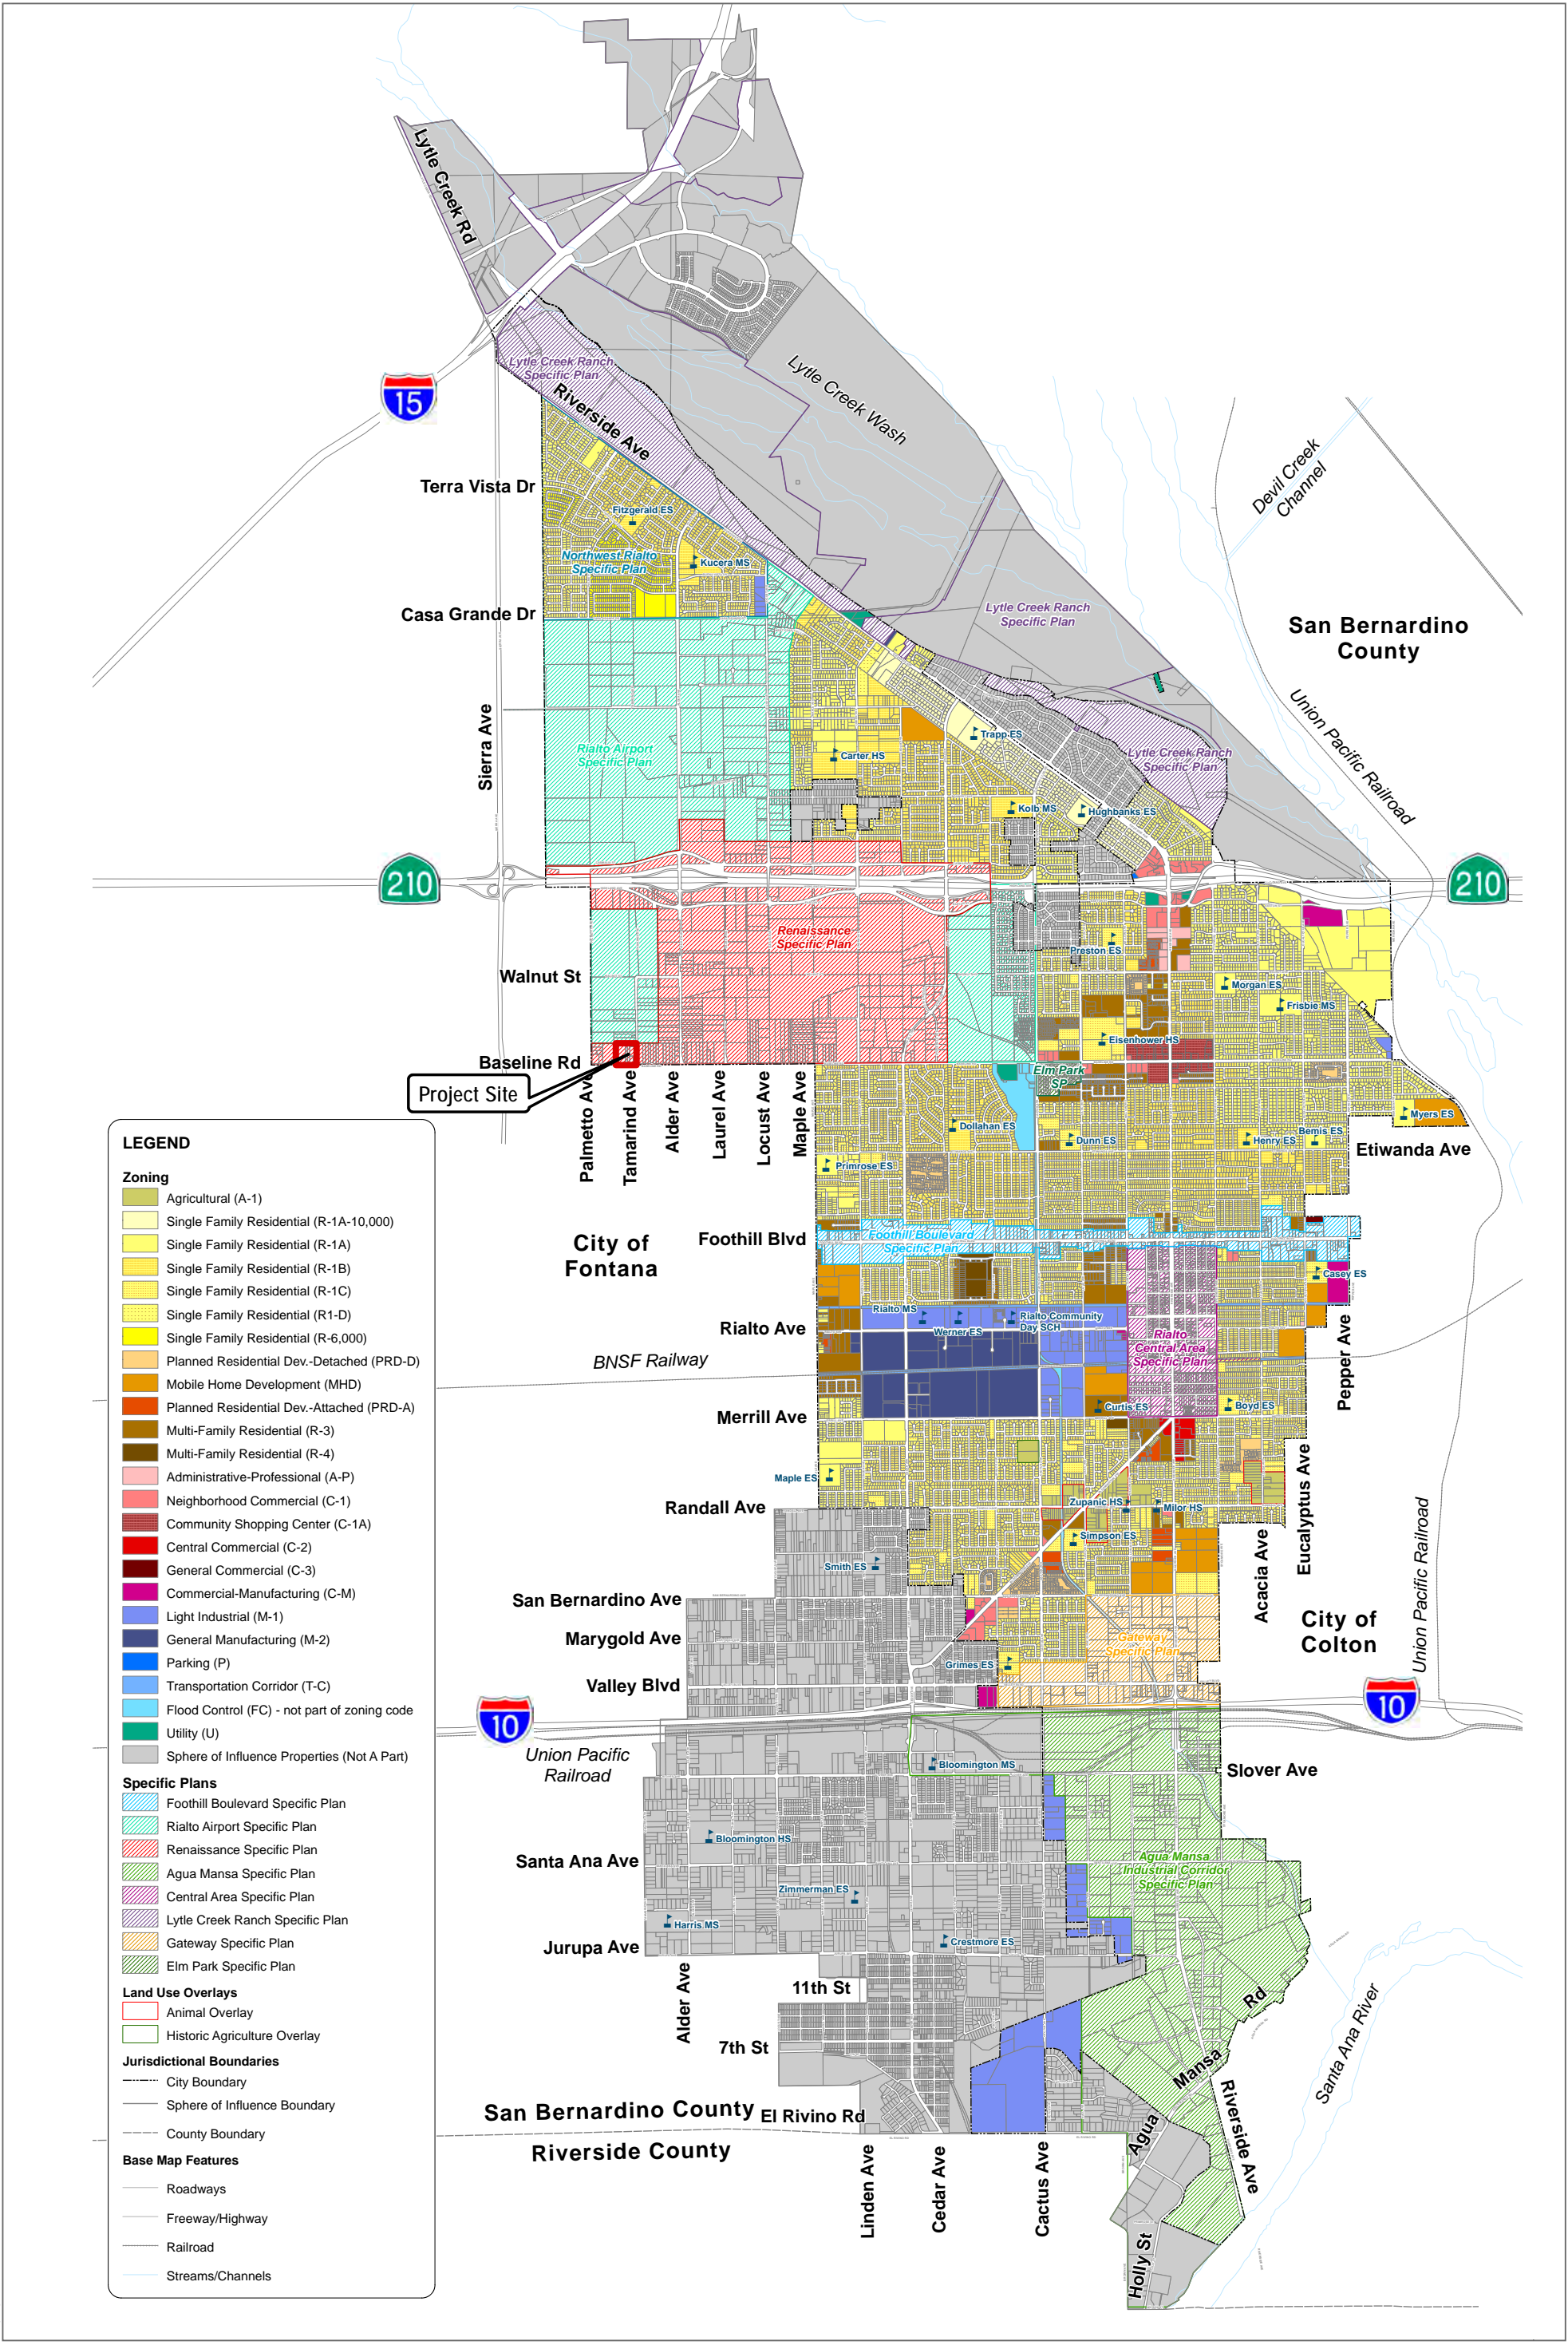 Lytle Creek Rd
Lytle Creek Ranch
Specific Plan
15
Riverside Ave
Lytle Creek Wash
Devil Creek
Channel
Terra Vista Dr
Fitzgerald ES
Northwest Rialto
Specific Plan
Kucera MS
Casa Grande Dr
Lytle Creek Ranch
Specific Plan
San Bernardino
County
Union Pacific Railroad
Sierra Ave
Rialto Airport
Specific Plan
Trapp ES
Carter HS
Lytle Creek Ranch
Specific Plan
Kolb MS
Hughbanks ES
210
210
Renaissance
Specific Plan
Preston ES
Walnut St
Morgan ES
Frisbie MS
Eisenhower HS
Baseline Rd
Elm Park
SP
Project Site
Palmetto Ave
Tamarind Ave
Alder Ave
Laurel Ave
Locust Ave
Maple Ave
Dollahan ES
Dunn ES
Henry ES
Bemis ES
Myers ES
Etiwanda Ave
Primrose ES
City of
Fontana
Foothill Blvd
Foothill Boulevard
Specific Plan
Casey ES
Rialto MS
Werner ES
Rialto Community
Day SCH
Rialto Ave
Rialto
Central Area
Specific Plan
BNSF Railway
Pepper Ave
Merrill Ave
Curtis ES
Boyd ES
Maple ES
Randall Ave
Zupanic HS
Milor HS
Simpson ES
Smith ES
Acacia Ave
Eucalyptus Ave
Union Pacific Railroad
San Bernardino Ave
Marygold Ave
City of
Colton
Gateway
Specific Plan
Grimes ES
Valley Blvd
10
10
Union Pacific
Railroad
Bloomington MS
Slover Ave
Bloomington HS
Santa Ana Ave
Agua Mansa
Industrial Corridor
Specific Plan
Zimmerman ES
Harris MS
Crestmore ES
Jurupa Ave
Alder Ave
11th St
7th St
Agua Mansa Rd
Santa Ana River
Riverside Ave
San Bernardino County
El Rivino Rd
Riverside County
Linden Ave
Cedar Ave
Cactus Ave
Holly St
LEGEND
Zoning
Agricultural (A-1)
Single Family Residential (R-1A-10,000)
Single Family Residential (R-1A)
Single Family Residential (R-1B)
Single Family Residential (R-1C)
Single Family Residential (R1-D)
Single Family Residential (R-6,000)
Planned Residential Dev.-Detached (PRD-D)
Mobile Home Development (MHD)
Planned Residential Dev.-Attached (PRD-A)
Multi-Family Residential (R-3)
Multi-Family Residential (R-4)
Administrative-Professional (A-P)
Neighborhood Commercial (C-1)
Community Shopping Center (C-1A)
Central Commercial (C-2)
General Commercial (C-3)
Commercial-Manufacturing (C-M)
Light Industrial (M-1)
General Manufacturing (M-2)
Parking (P)
Transportation Corridor (T-C)
Flood Control (FC) - not part of zoning code
Utility (U)
Sphere of Influence Properties (Not A Part)
Specific Plans
Foothill Boulevard Specific Plan
Rialto Airport Specific Plan
Renaissance Specific Plan
Agua Mansa Specific Plan
Central Area Specific Plan
Lytle Creek Ranch Specific Plan
Gateway Specific Plan
Elm Park Specific Plan
Land Use Overlays
Animal Overlay
Historic Agriculture Overlay
Jurisdictional Boundaries
City Boundary
Sphere of Influence Boundary
County Boundary
Base Map Features
Roadways
Freeway/Highway
Railroad
Streams/Channels